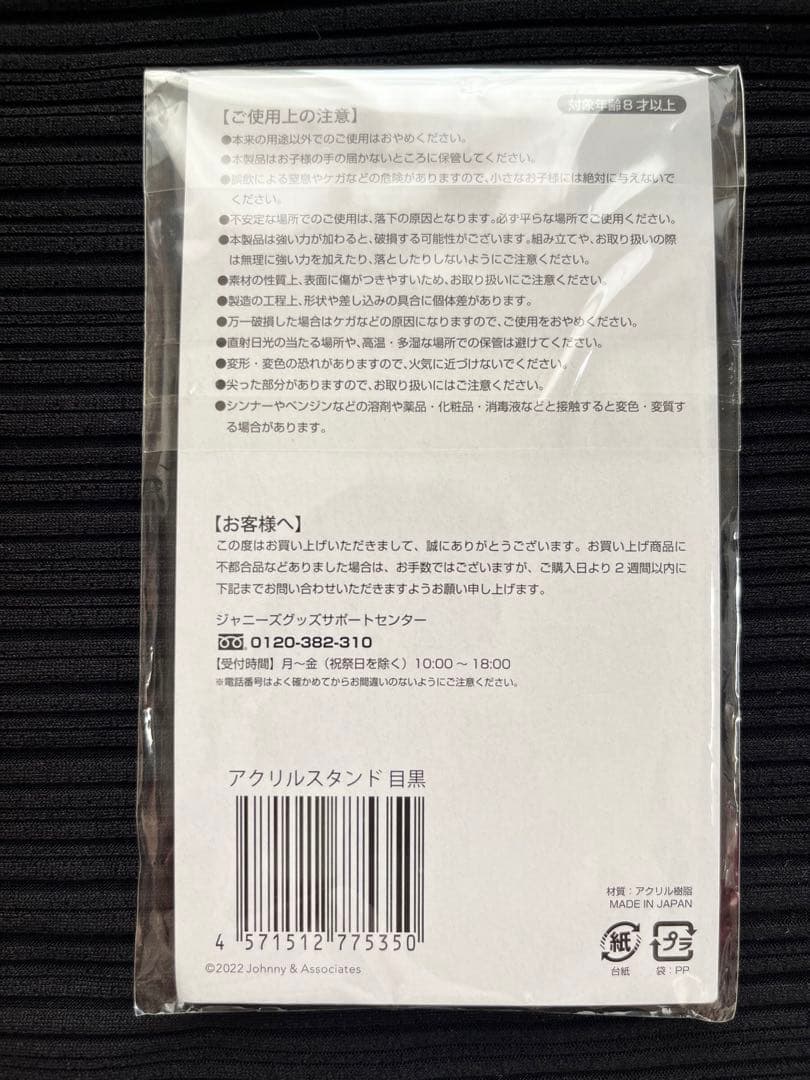 対象年齢8才以上
【ご使用上の注意】
●本来の用途以外でのご使用はおやめください。
●本製品はお子様の手の届かないところに保管してください。
●誤飲による窒息やケガなどの危険がありますので、小さなお子様には絶対に与えないで
ください。
●不安定な場所でのご使用は、落下の原因となります。必ず平らな場所でご使用ください。
●本製品は強い力が加わると、破損する可能性がございます。組み立てや、お取り扱いの際
は無理に強い力を加えたり、落としたりしないようにご注意ください。
●素材の性質上、表面に傷がつきやすいため、お取り扱いにご注意ください。
●製造の工程上、形状や差し込みの具合に個体差があります。
●万一破損した場合はケガなどの原因になりますので、ご使用をおやめください。
●直射日光の当たる場所や、高温・多湿な場所での保管は避けてください。
●変形・変色の恐れがありますので、火気に近づけないでください。
●尖った部分がありますので、お取り扱いにはご注意ください。
●シンナーやベンジンなどの溶剤や薬品・化粧品・消毒液などと接触すると変色・変質す
る場合があります。
【お客様へ】
この度はお買い上げいただきまして、誠にありがとうございます。お買い上げ商品に
不都合品などありました場合は、お手数ではございますが、ご購入日より2週間以内に
下記までお問い合わせいただきますようお願い申し上げます。
ジャニーズグッズサポートセンター
0120-382-310
【受付時間】月～金（祝祭日を除く）10:00～18:00
※電話番号はよく確かめてからお間違いのないようにご注意ください。
アクリルスタンド 目黒
4 571512 775350
©2022 Johnny & Associates
材質：アクリル樹脂
MADE IN JAPAN
紙 プラ
台紙 袋：PP